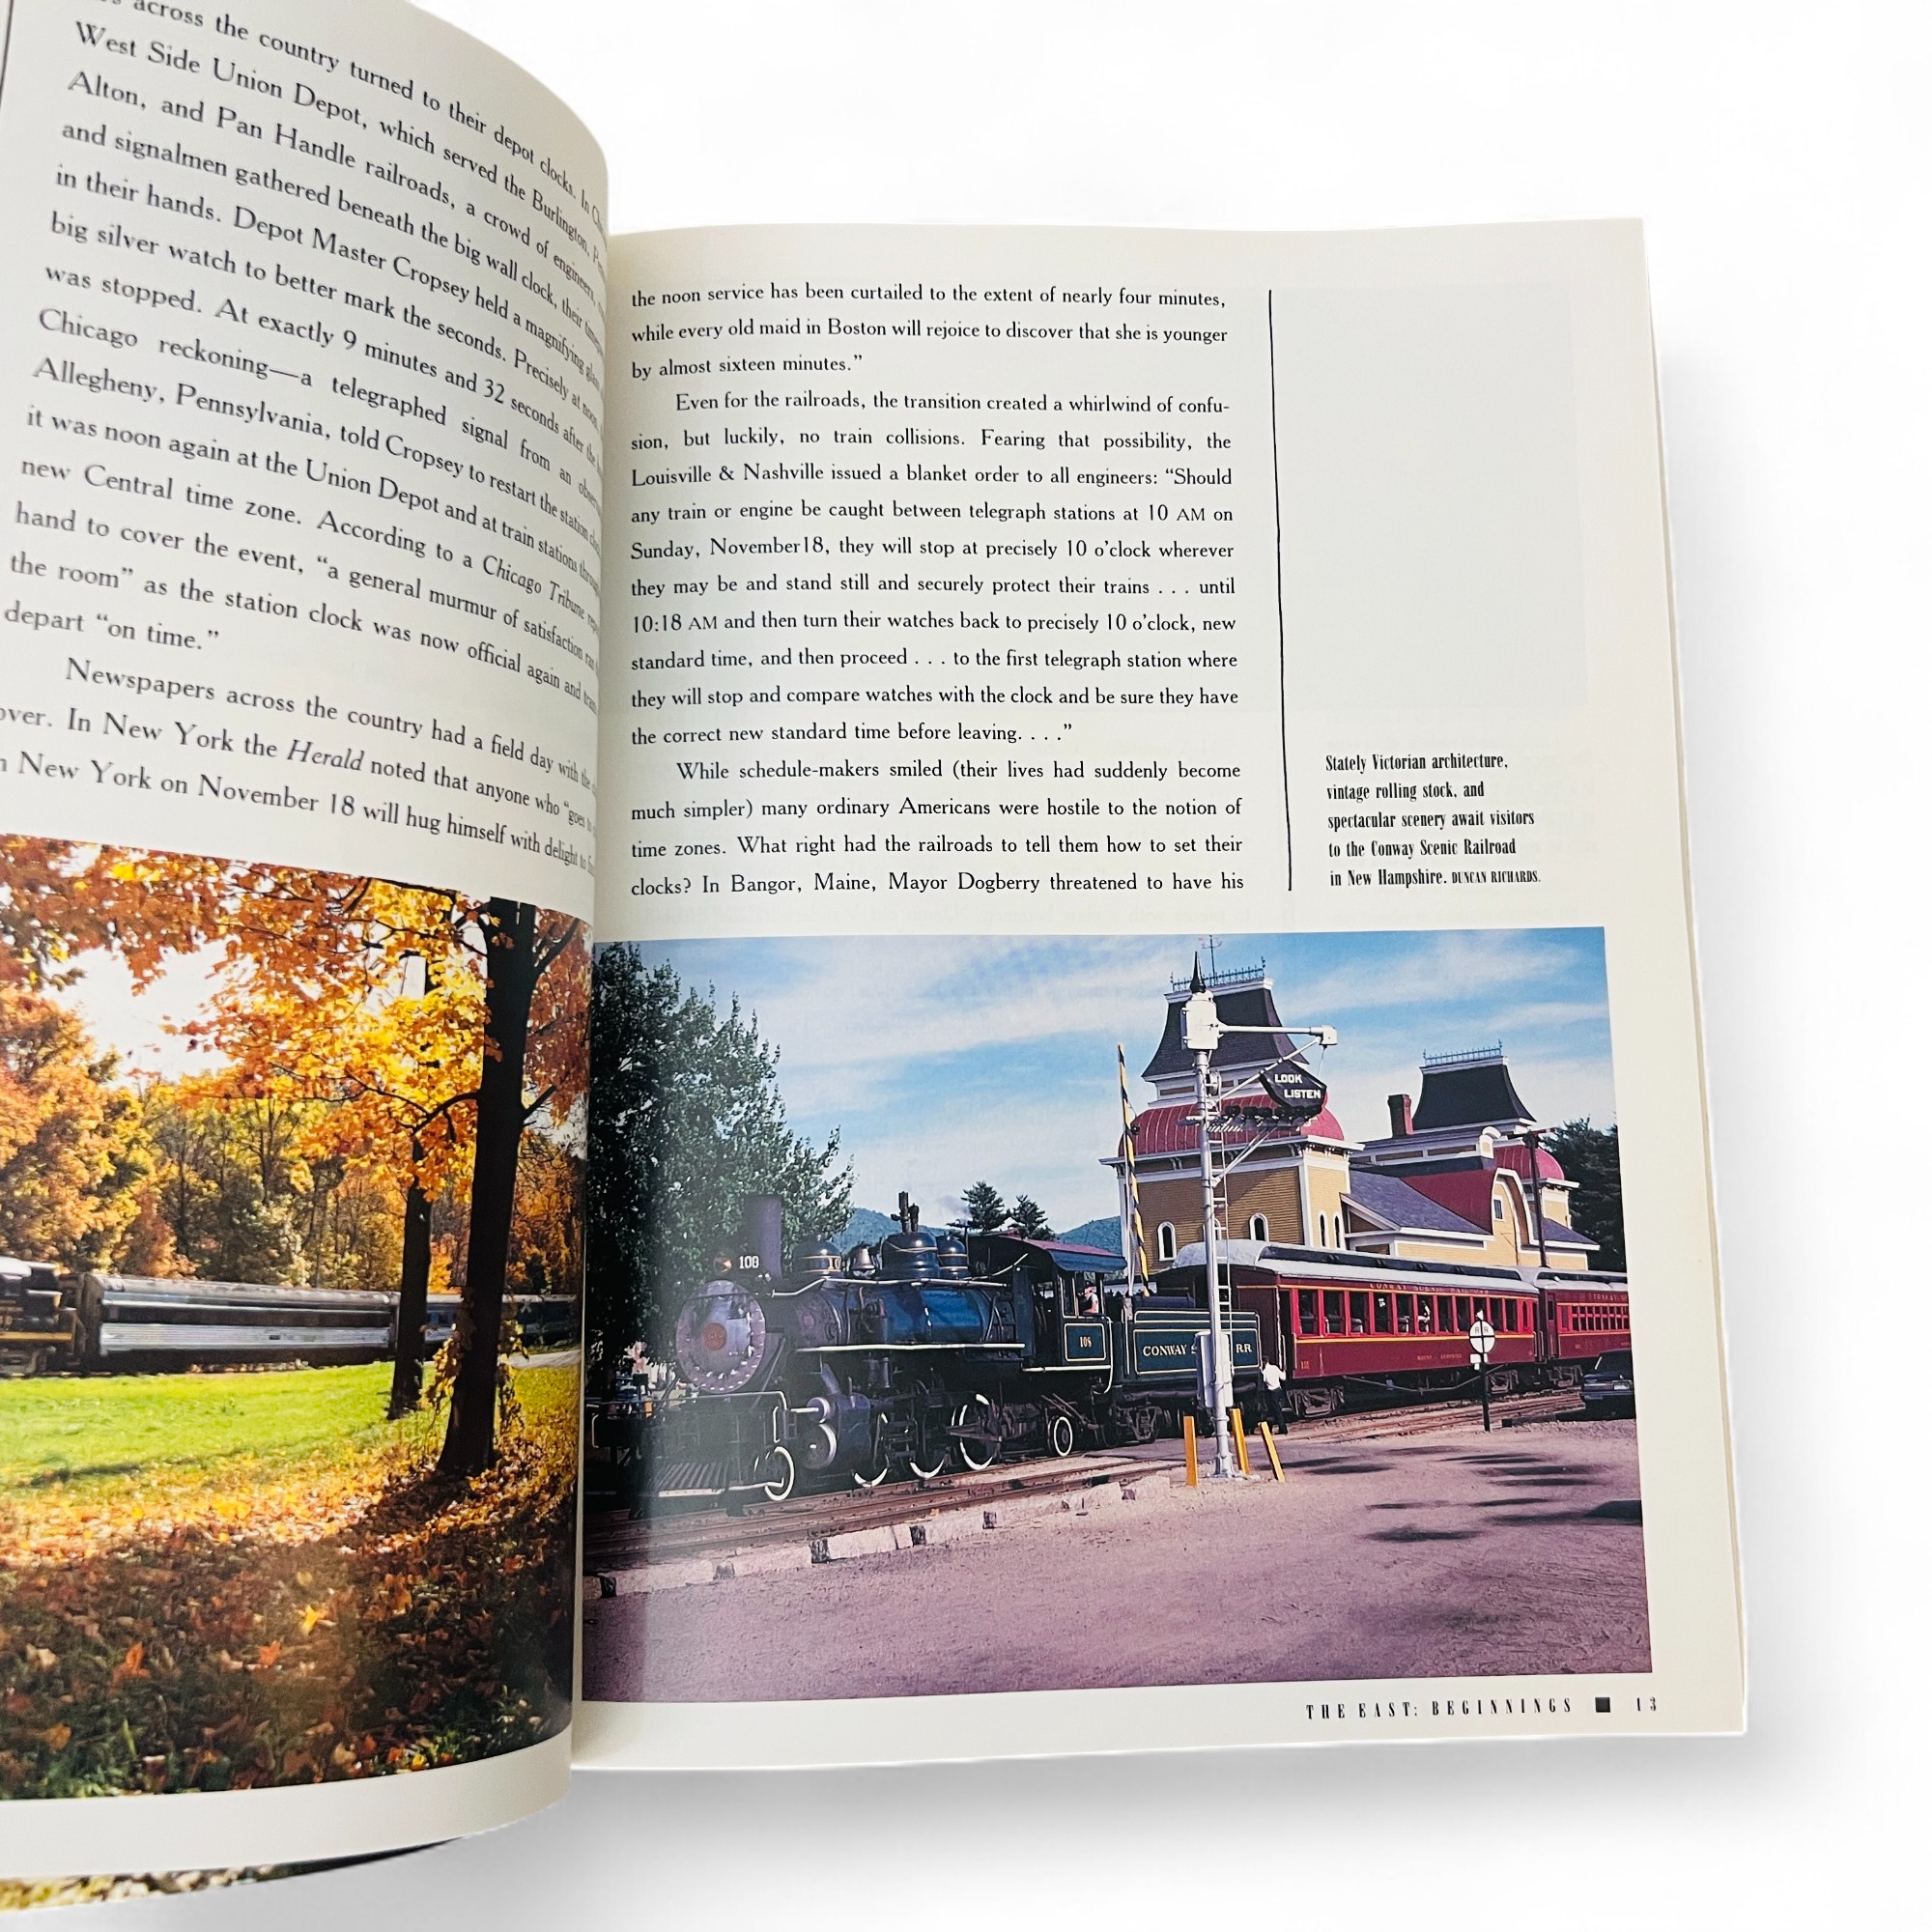 across the country turned to their depot clocks. In
West Side Union Depot, which served the Burlington,
Alton, and Pan Handle railroads, a crowd of engineers,
and signalmen gathered beneath the big wall clock, their
in their hands. Depot Master Cropsey held a magnifying glass
big silver watch to better mark the seconds. Precisely at noon,
was stopped. At exactly 9 minutes and 32 seconds after the
Chicago reckoning—a telegraphed signal from an
Allegheny, Pennsylvania, told Cropsey to restart the station
it was noon again at the Union Depot and at train stations
new Central time zone. According to a Chicago Tribune
hand to cover the event, “a general murmur of satisfaction ran
the room” as the station clock was now official again and
depart “on time.”
Newspapers across the country had a field day with the
over. In New York the Herald noted that anyone who “goes to
New York on November 18 will hug himself with delight to
the noon service has been curtailed to the extent of nearly four minutes,
while every old maid in Boston will rejoice to discover that she is younger
by almost sixteen minutes.”
Even for the railroads, the transition created a whirlwind of confu-
sion, but luckily, no train collisions. Fearing that possibility, the
Louisville & Nashville issued a blanket order to all engineers: “Should
any train or engine be caught between telegraph stations at 10 AM on
Sunday, November18, they will stop at precisely 10 o’clock wherever
they may be and stand still and securely protect their trains . . . until
10:18 AM and then turn their watches back to precisely 10 o’clock, new
standard time, and then proceed . . . to the first telegraph station where
they will stop and compare watches with the clock and be sure they have
the correct new standard time before leaving. . . .”
While schedule-makers smiled (their lives had suddenly become
much simpler) many ordinary Americans were hostile to the notion of
time zones. What right had the railroads to tell them how to set their
clocks? In Bangor, Maine, Mayor Dogberry threatened to have his
Stately Victorian architecture,
vintage rolling stock, and
spectacular scenery await visitors
to the Conway Scenic Railroad
in New Hampshire. DUNCAN RICHARDS.
LOOK
LISTEN
108
108
CONWAY S RR
CONWAY SCENIC RAILROAD
THE EAST: BEGINNINGS ■ 13